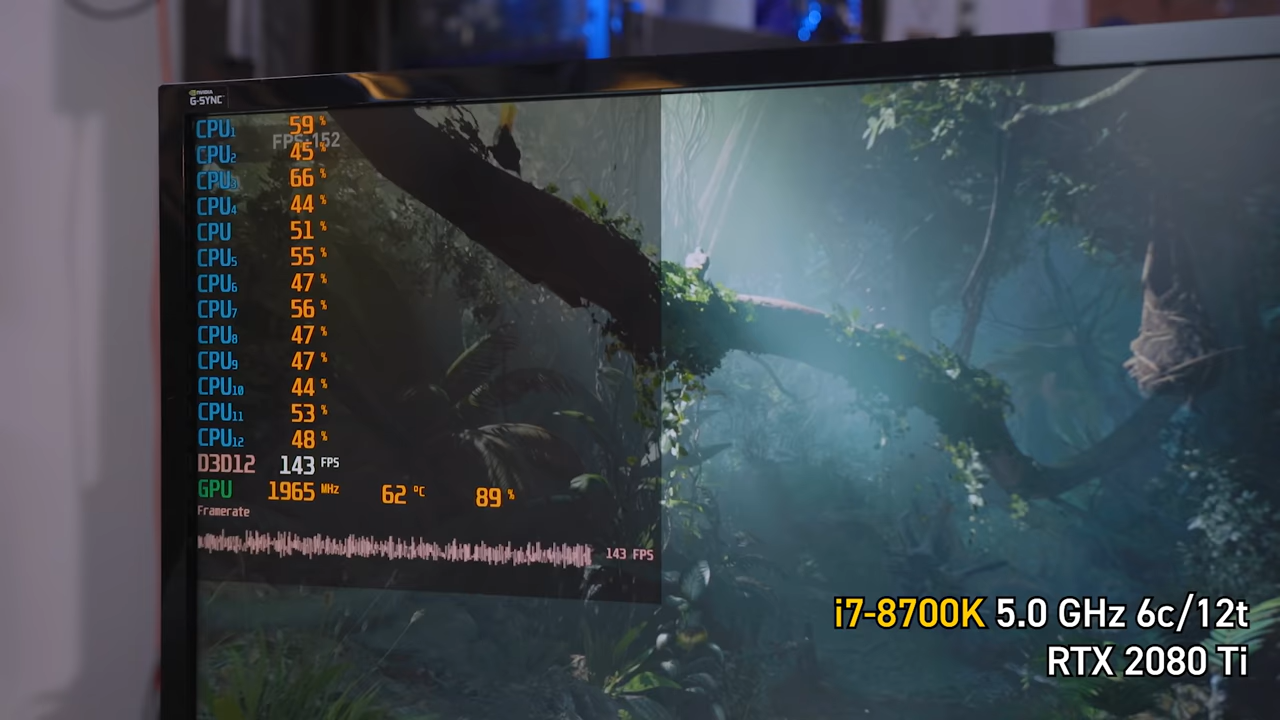 NVIDIA
G-SYNC
CPU1 59 %
FPS:152
CPU2 45 %
CPU3 66 %
CPU4 44 %
CPU 51 %
CPU5 55 %
CPU6 47 %
CPU7 56 %
CPU8 47 %
CPU9 47 %
CPU10 44 %
CPU11 53 %
CPU12 48 %
D3D12 143 FPS
GPU 1965 MHz 62 °C 89 %
Framerate
143 FPS
i7-8700K 5.0 GHz 6c/12t
RTX 2080 Ti